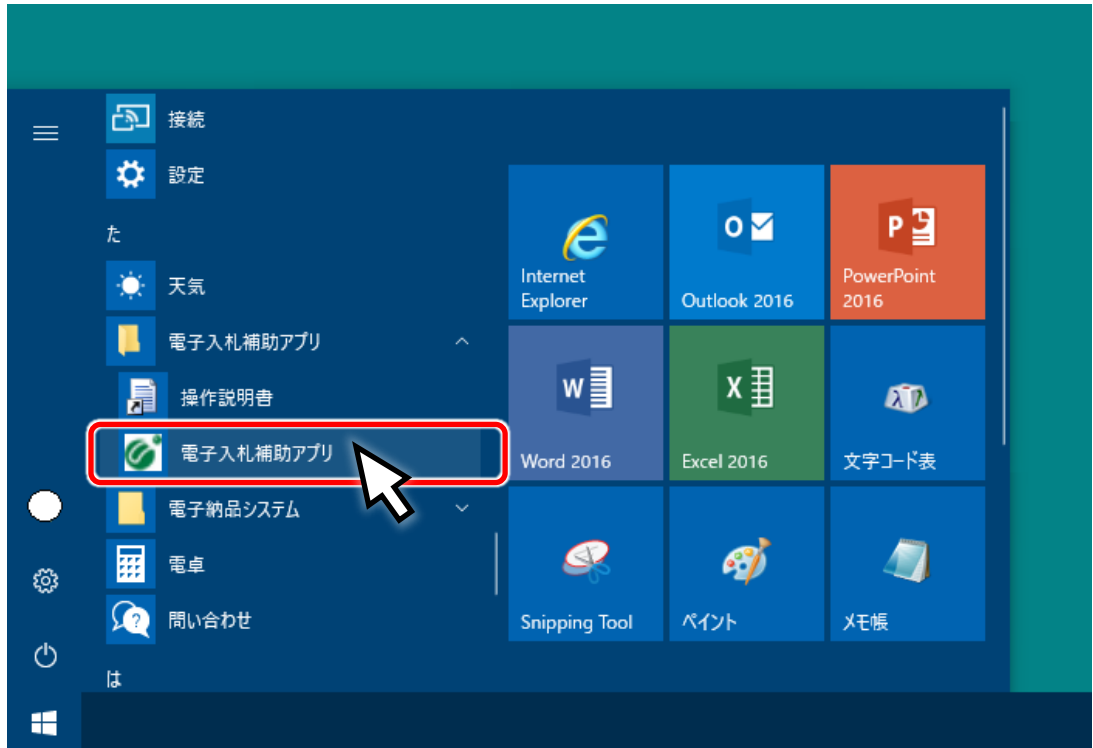 接続
設定
た
天気
電子入札補助アプリ
操作説明書
電子入札補助アプリ
電子納品システム
電卓
問い合わせ
は
Internet
Explorer
Outlook 2016
PowerPoint
2016
Word 2016
Excel 2016
文字コード表
Snipping Tool
ペイント
メモ帳